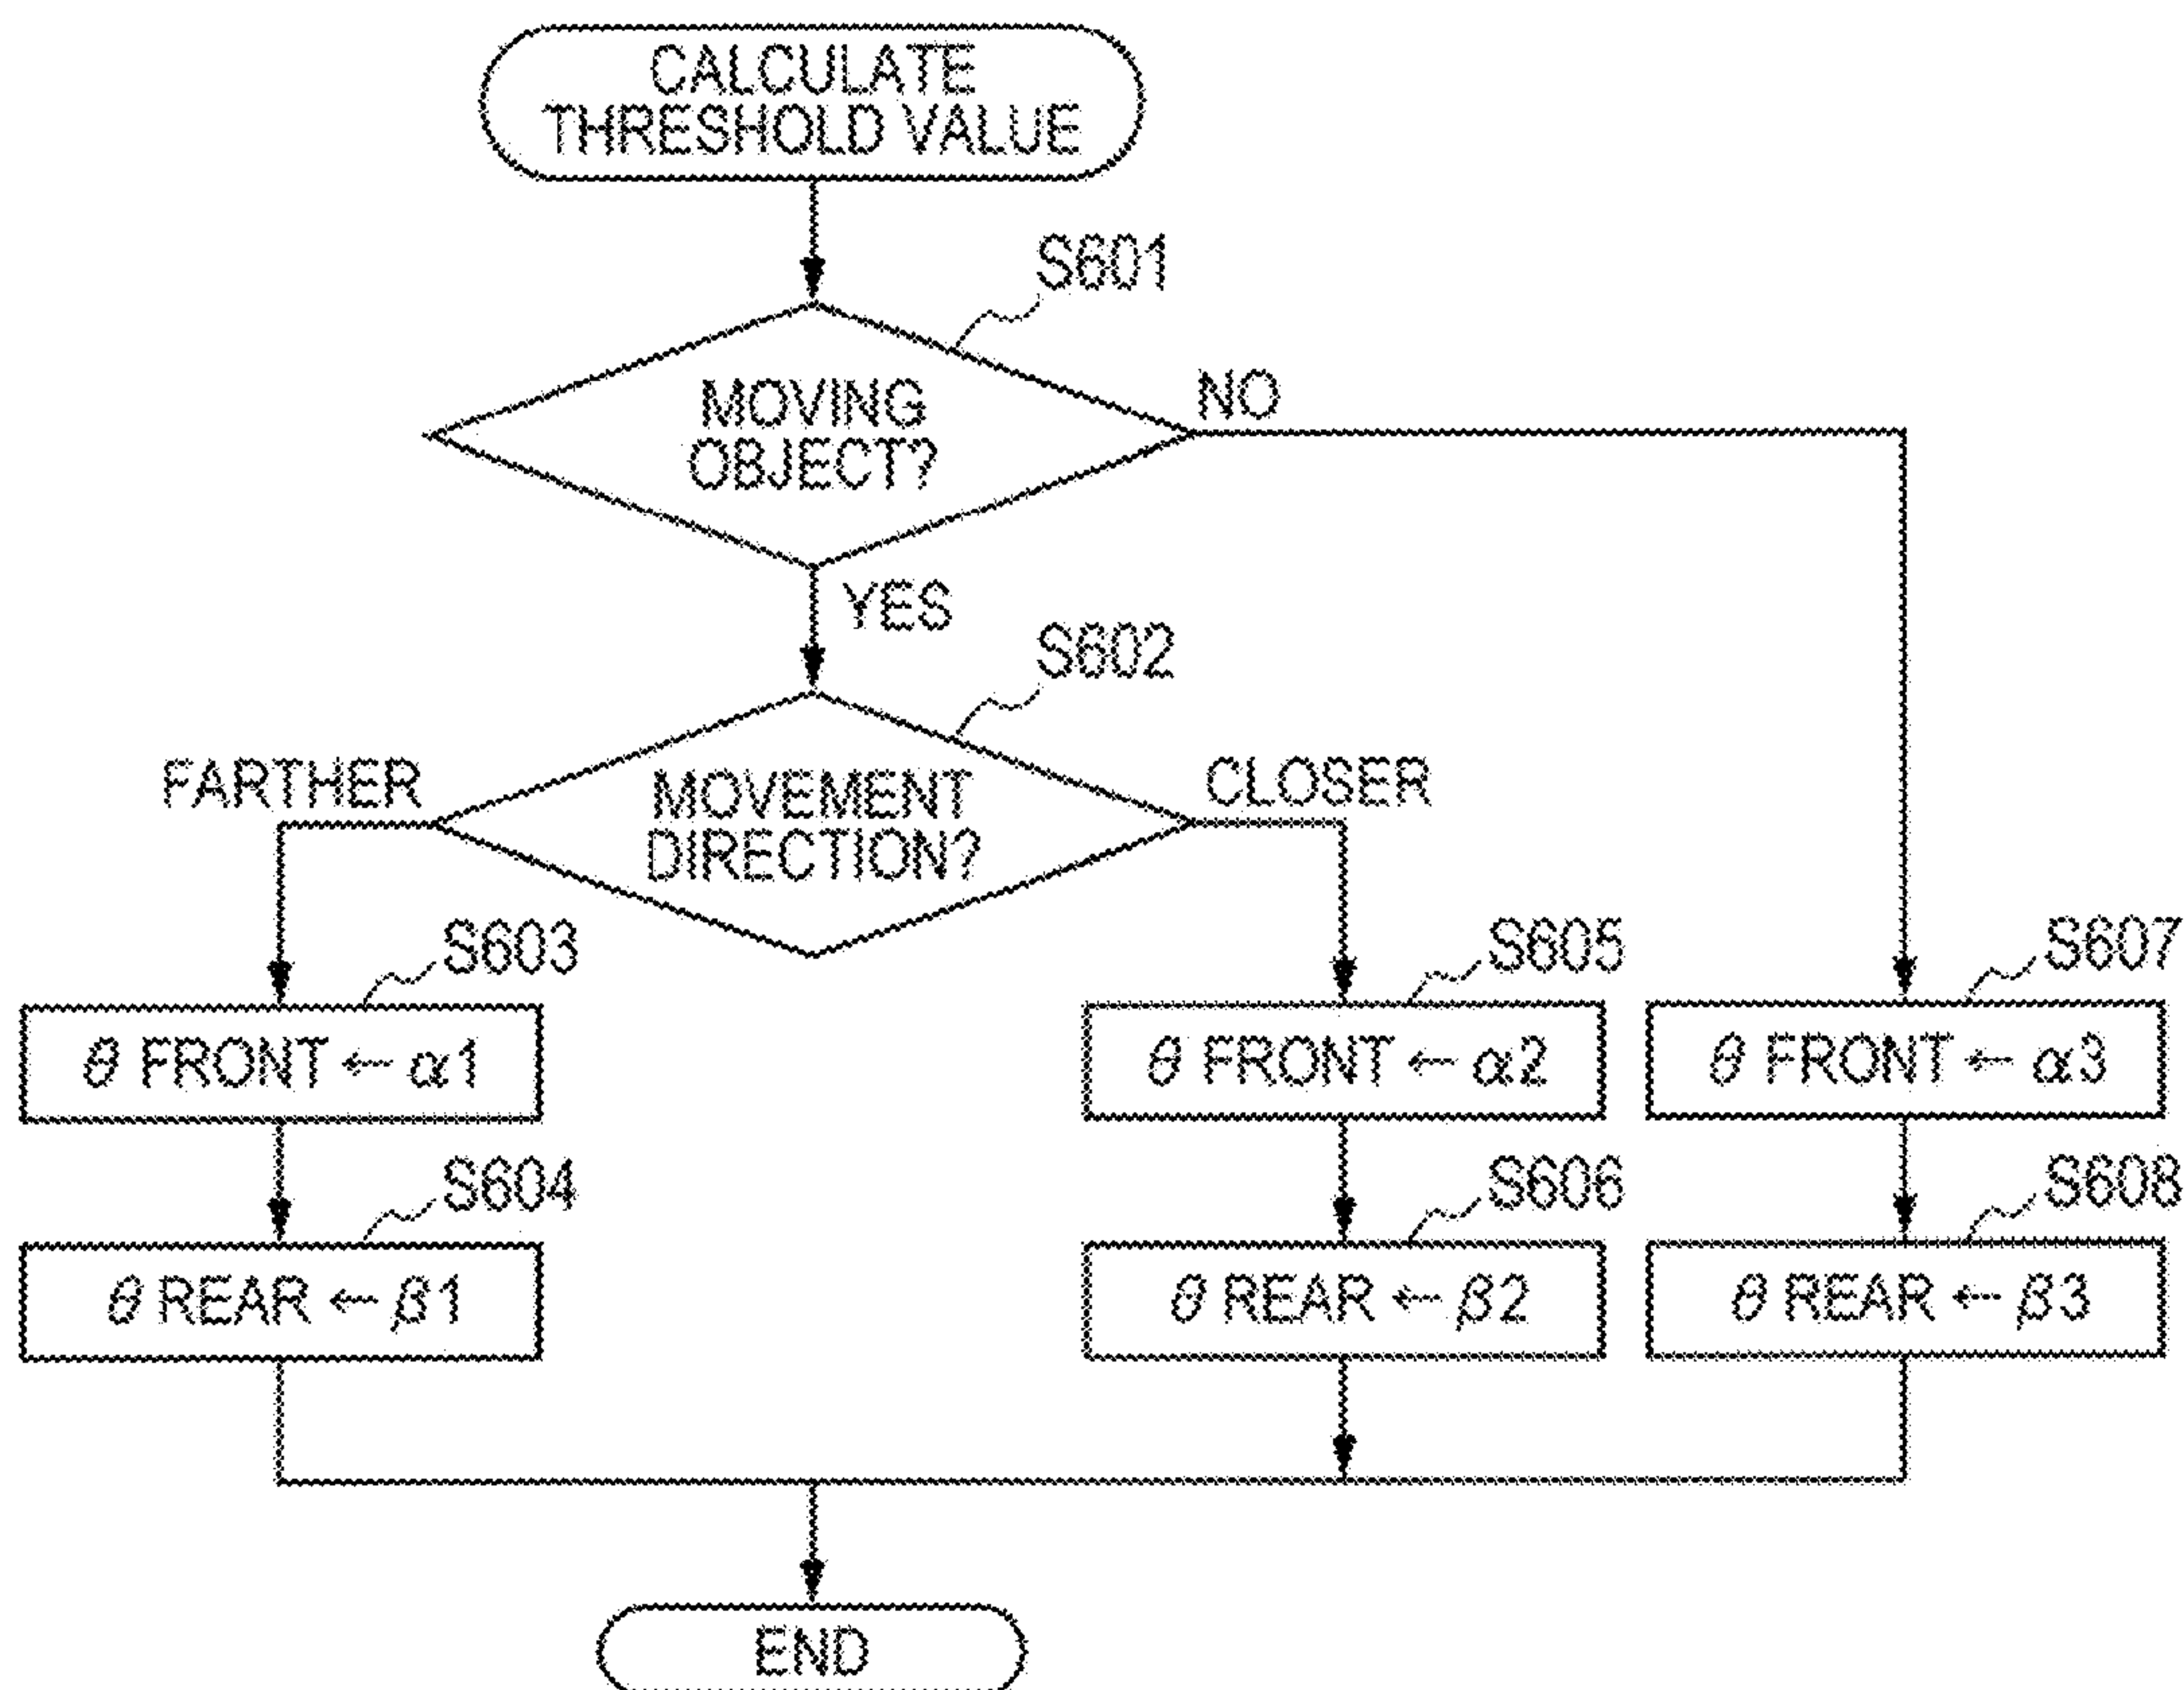 CALCULATE
THRESHOLD VALUE
S601
MOVING
OBJECT?
NO
YES
S602
FARTHER
MOVEMENT
DIRECTION?
CLOSER
S603
S605
S607
θ FRONT ← α1
θ FRONT ← α2
θ FRONT ← α3
S604
S606
S608
θ REAR ← β1
θ REAR ← β2
θ REAR ← β3
END